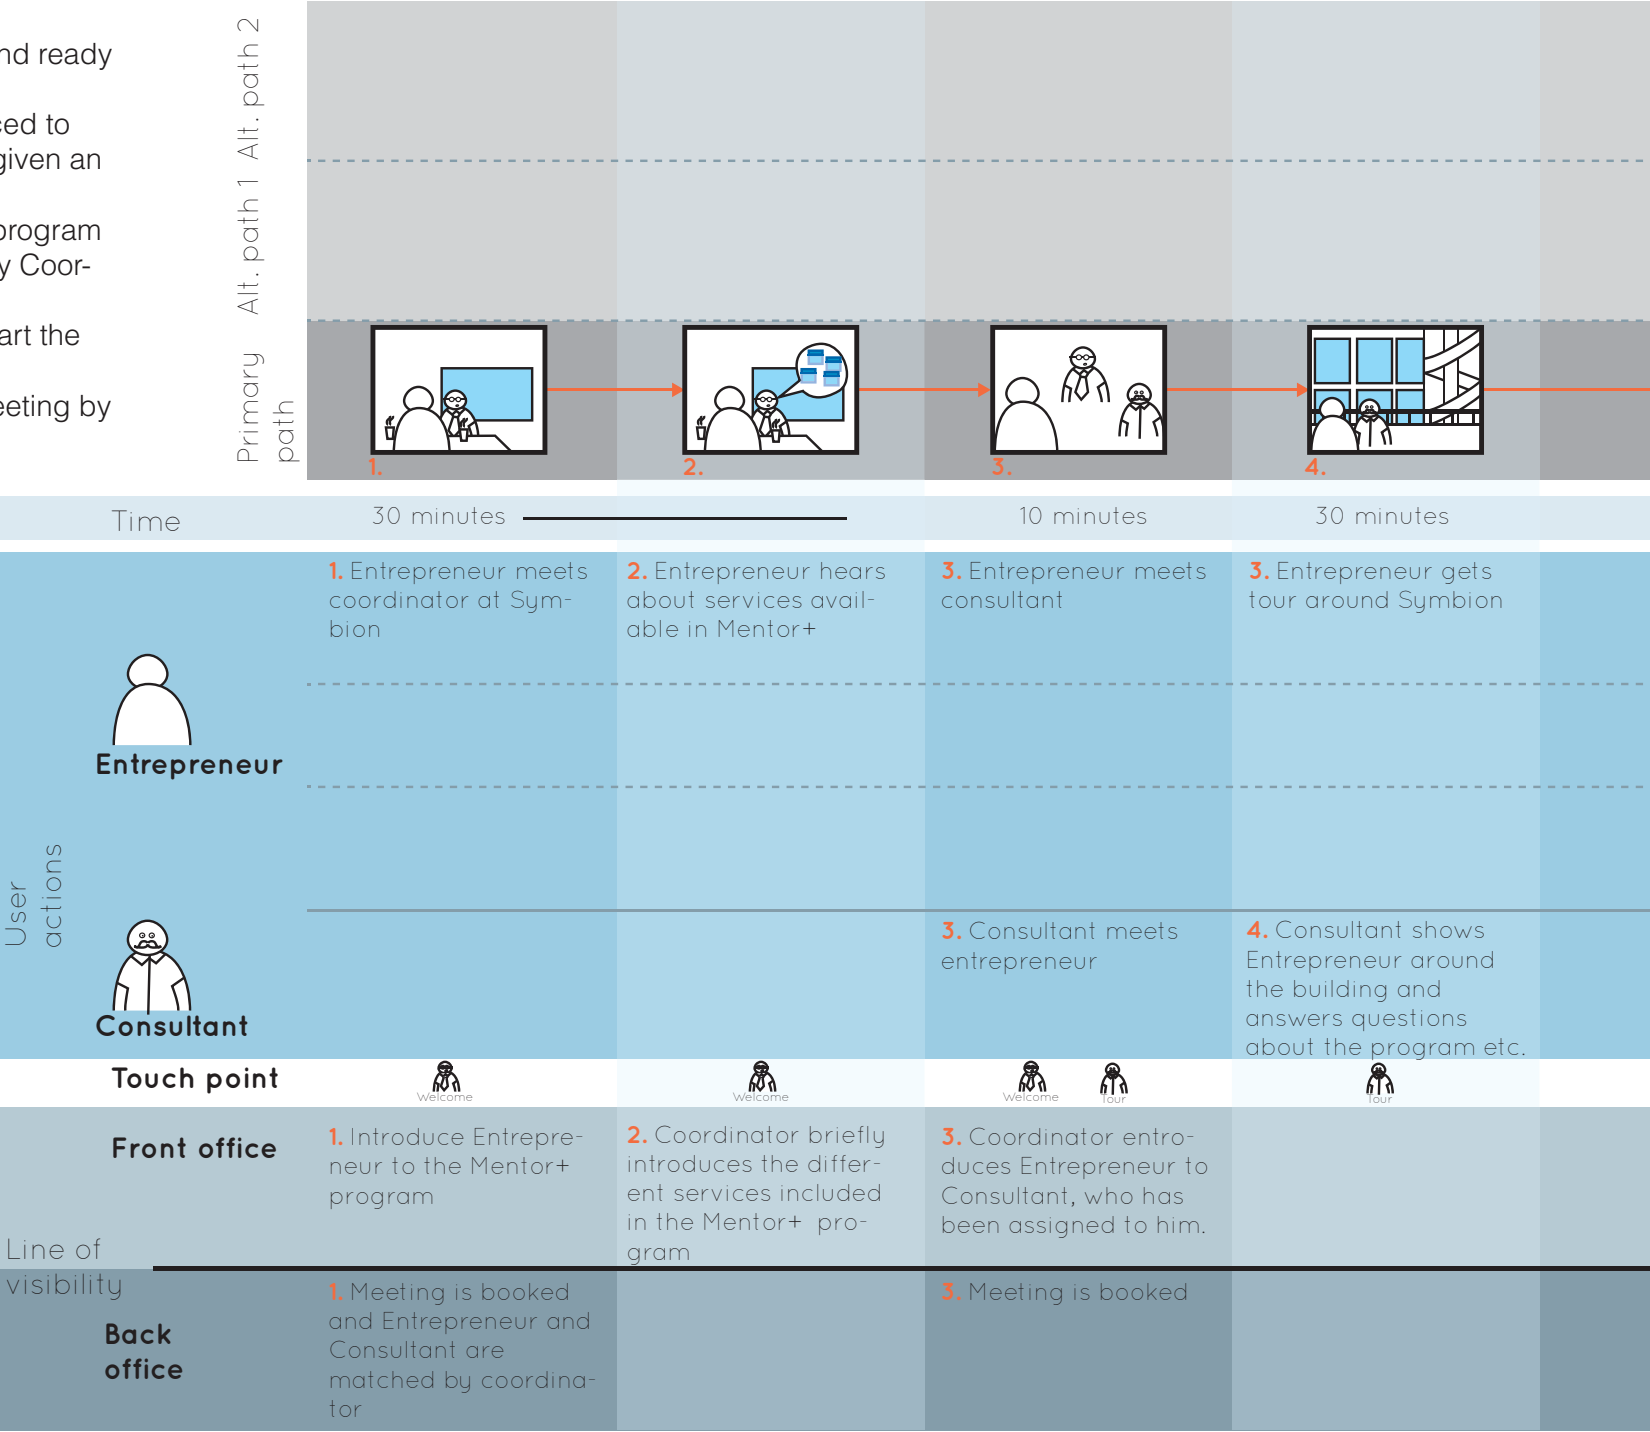 nd ready
ced to
given an
program
y Coor-
art the
eeting by
Alt. path 2
Alt. path 1
Primary
path
1.
2.
3.
4.
Time
30 minutes
10 minutes
30 minutes
1. Entrepreneur meets
coordinator at Sym-
bion
2. Entrepreneur hears
about services avail-
able in Mentor+
3. Entrepreneur meets
consultant
3. Entrepreneur gets
tour around Symbion
Entrepreneur
User
actions
3. Consultant meets
entrepreneur
4. Consultant shows
Entrepreneur around
the building and
answers questions
about the program etc.
Consultant
Touch point
Welcome
Welcome
Welcome
Tour
Tour
Front office
1. Introduce Entrepre-
neur to the Mentor+
program
2. Coordinator briefly
introduces the differ-
ent services included
in the Mentor+ pro-
gram
3. Coordinator entro-
duces Entrepreneur to
Consultant, who has
been assigned to him.
Line of
visibility
Back
office
1. Meeting is booked
and Entrepreneur and
Consultant are
matched by coordina-
tor
3. Meeting is booked